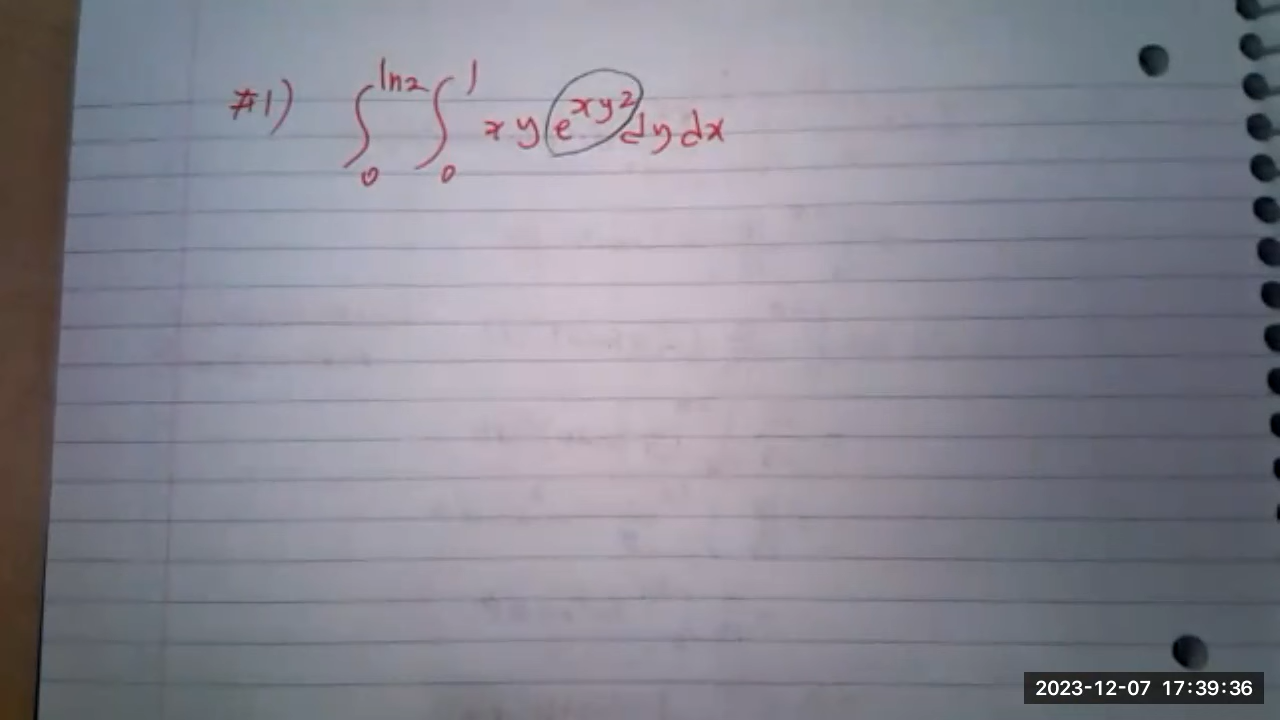 #1) ∫₀^ln2 ∫₀^1 xy e^xy² dy dx
2023-12-07 17:39:36